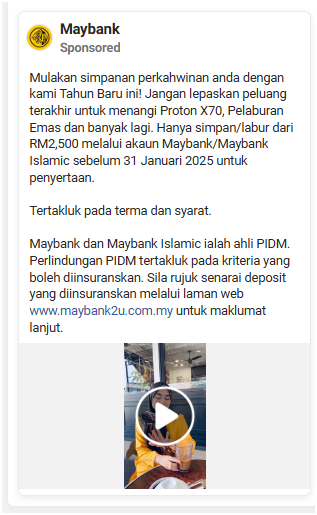 Maybank
Sponsored
Mulakan simpanan perkahwinan anda dengan
kami Tahun Baru ini! Jangan lepaskan peluang
terakhir untuk menangi Proton X70, Pelaburan
Emas dan banyak lagi. Hanya simpan/labur dari
RM2,500 melalui akaun Maybank/Maybank
Islamic sebelum 31 Januari 2025 untuk
penyertaan.
Tertakluk pada terma dan syarat.
Maybank dan Maybank Islamic ialah ahli PIDM.
Perlindungan PIDM tertakluk pada kriteria yang
boleh diinsuranskan. Sila rujuk senarai deposit
yang diinsuranskan melalui laman web
www.maybank2u.com.my untuk maklumat
lanjut.